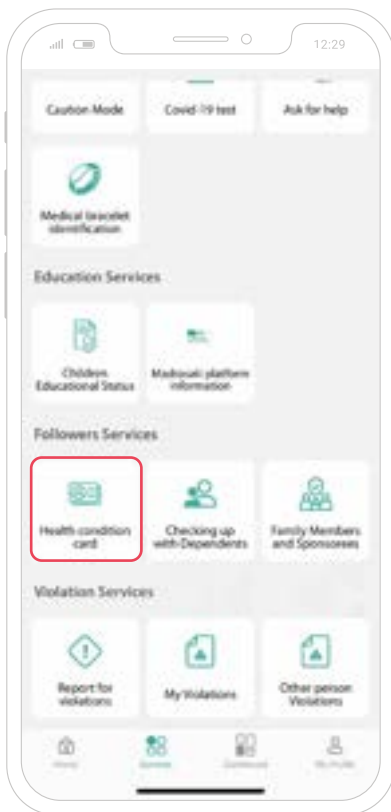 12:29
Caution Mode
Covid-19 test
Ask for help
Medical bracelet
identification
Education Services
Children
Educational Status
Madrasati platform
information
Followers Services
Health condition
card
Checking up
with Dependents
Family Members
and Sponsorees
Violation Services
Report for
violations
My Violations
Other person
Violations
Home
Services
Dashboard
My Profile